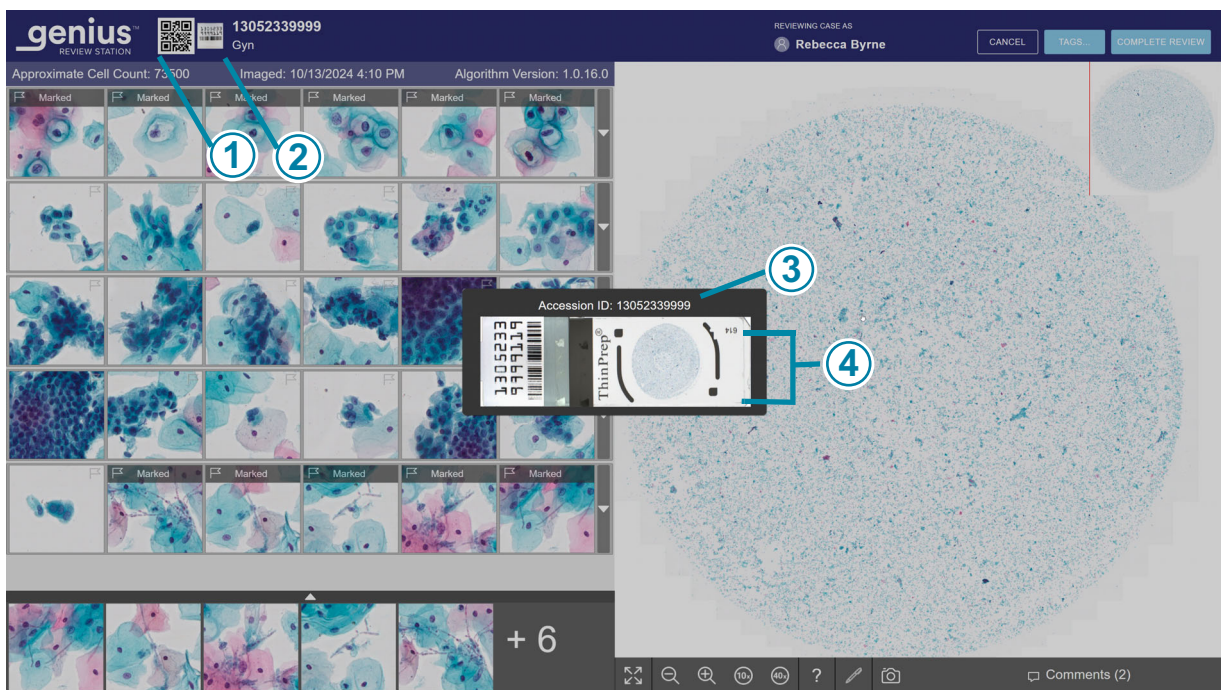 genius™
REVIEW STATION
13052339999
Gyn
REVIEWING CASE AS
Rebecca Byrne
CANCEL
TAGS...
COMPLETE REVIEW
Approximate Cell Count: 73500
Imaged: 10/13/2024 4:10 PM
Algorithm Version: 1.0.16.0
Marked
Marked
Marked
Marked
Marked
Marked
1
2
3
Accession ID: 13052339999
13052339
99991119
ThinPrep®
614
4
Marked
Marked
Marked
Marked
Marked
+ 6
10x
40x
?
Comments (2)